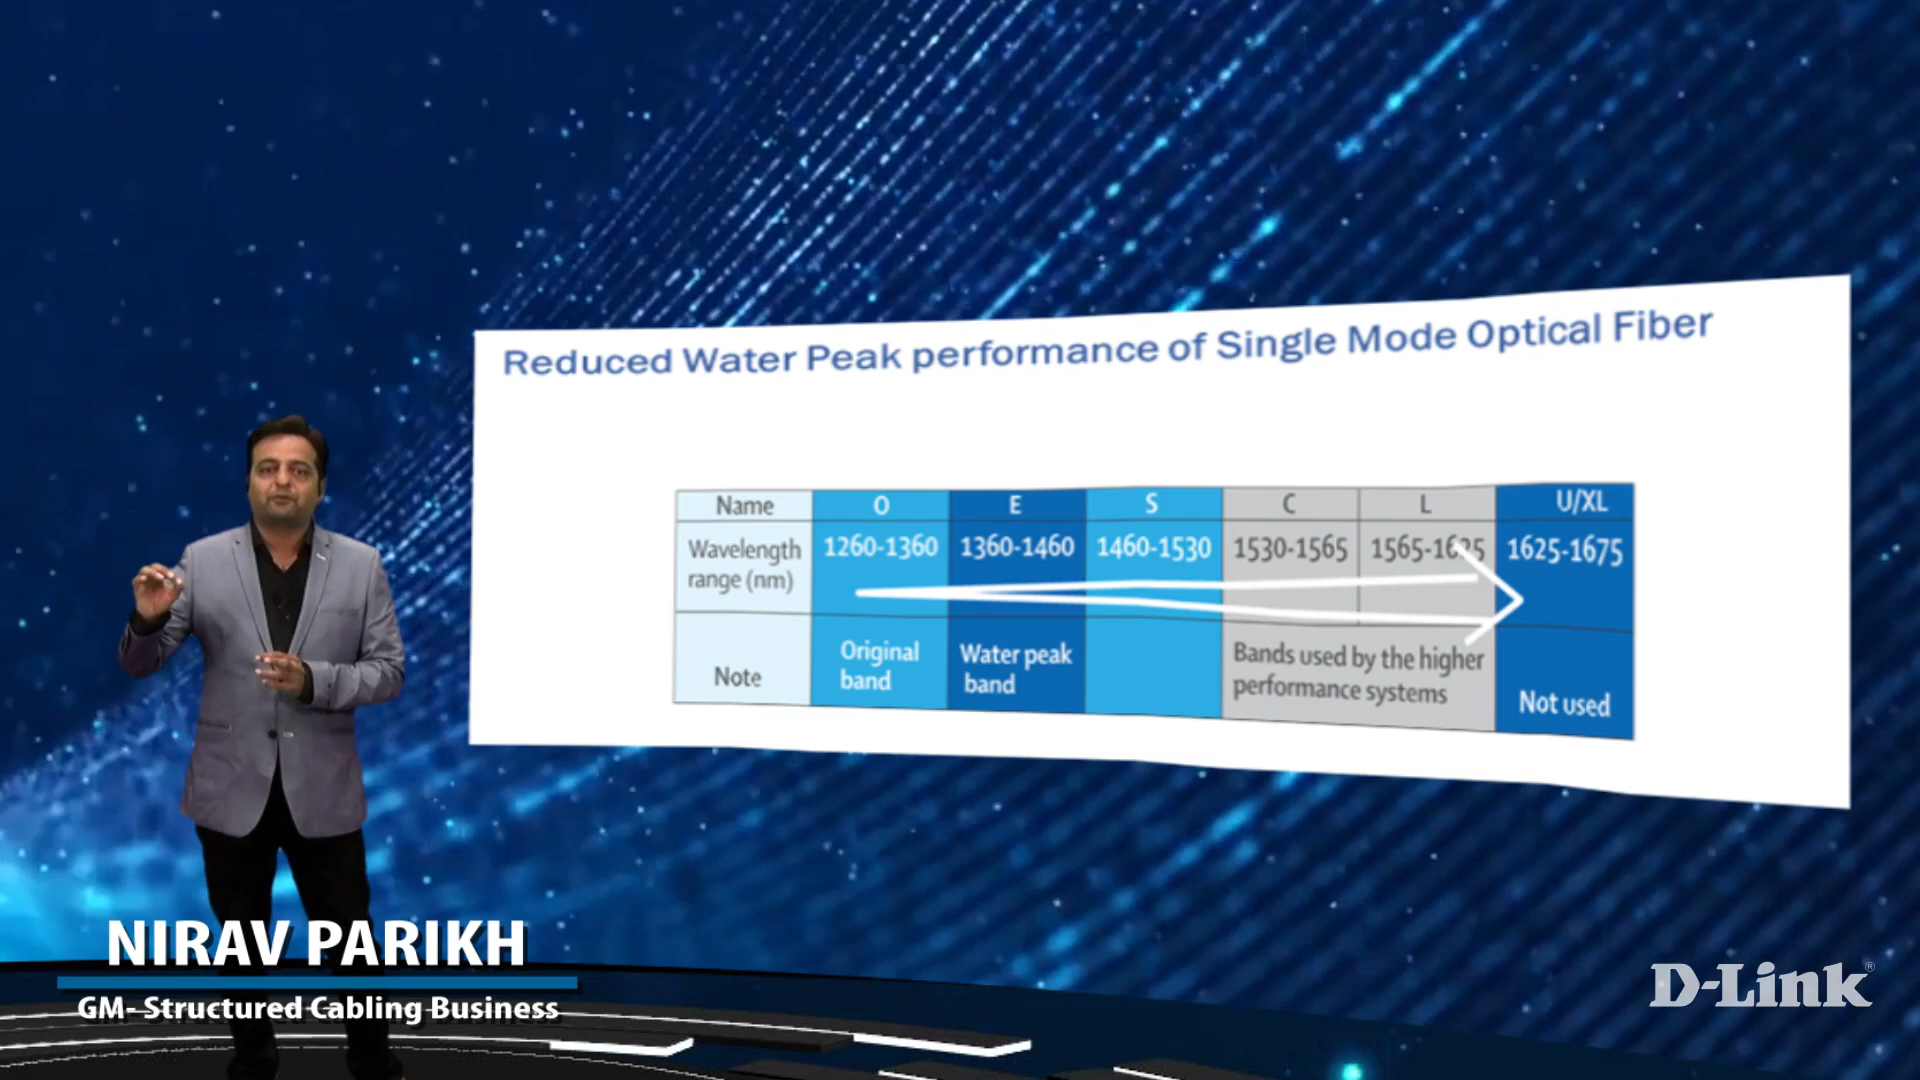 Reduced Water Peak performance of Single Mode Optical Fiber
Name O E S C L U/XL
Wavelength range (nm) 1260-1360 1360-1460 1460-1530 1530-1565 1565-1625 1625-1675
Note Original band Water peak band Bands used by the higher performance systems Not used
NIRAV PARIKH
GM- Structured Cabling Business
D-Link®